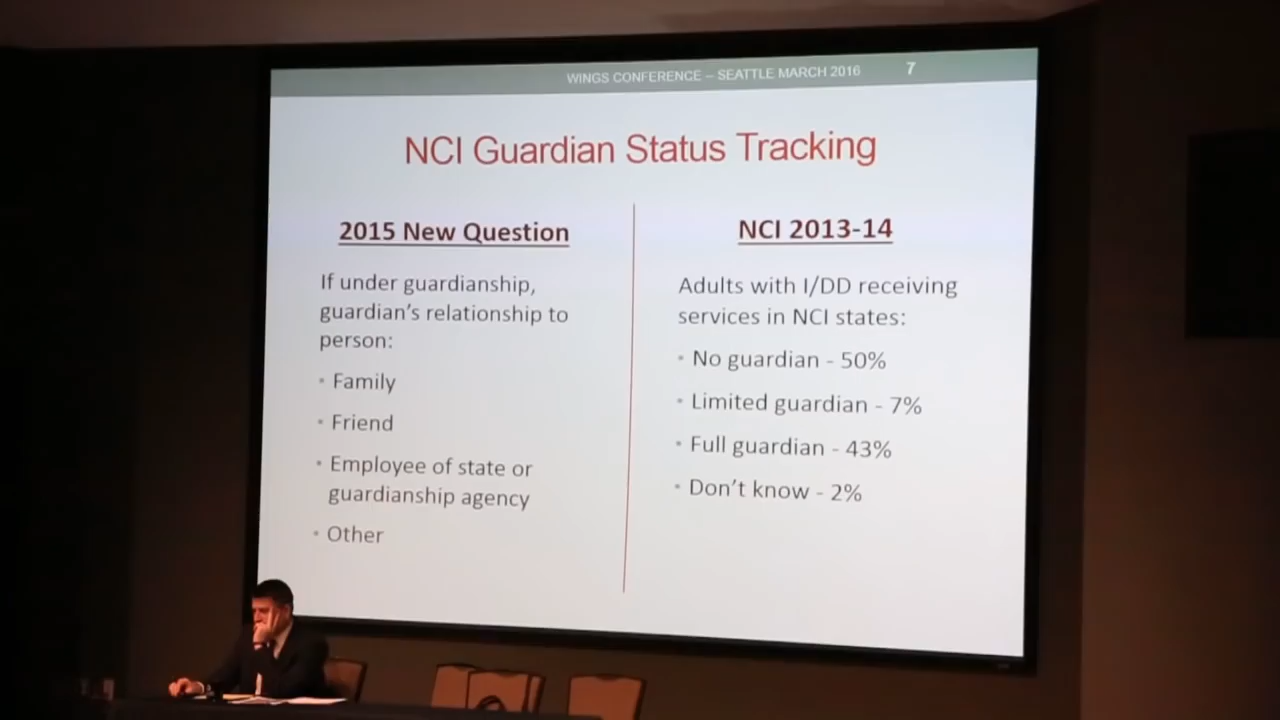 WINGS CONFERENCE – SEATTLE MARCH 2016 7
NCI Guardian Status Tracking
2015 New Question
If under guardianship,
guardian's relationship to
person:
• Family
• Friend
• Employee of state or
guardianship agency
• Other
NCI 2013-14
Adults with I/DD receiving
services in NCI states:
• No guardian - 50%
• Limited guardian - 7%
• Full guardian - 43%
• Don't know - 2%